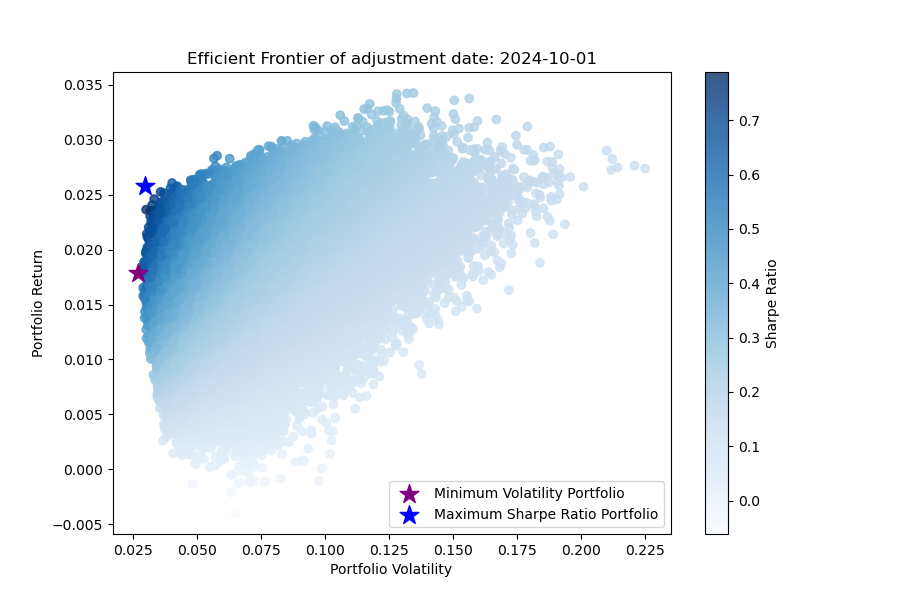 Efficient Frontier of adjustment date: 2024-10-01
Portfolio Return
0.035
0.030
0.025
0.020
0.015
0.010
0.005
0.000
−0.005
0.025 0.050 0.075 0.100 0.125 0.150 0.175 0.200 0.225
Portfolio Volatility
Minimum Volatility Portfolio
Maximum Sharpe Ratio Portfolio
0.7
0.6
0.5
0.4
0.3
0.2
0.1
0.0
Sharpe Ratio